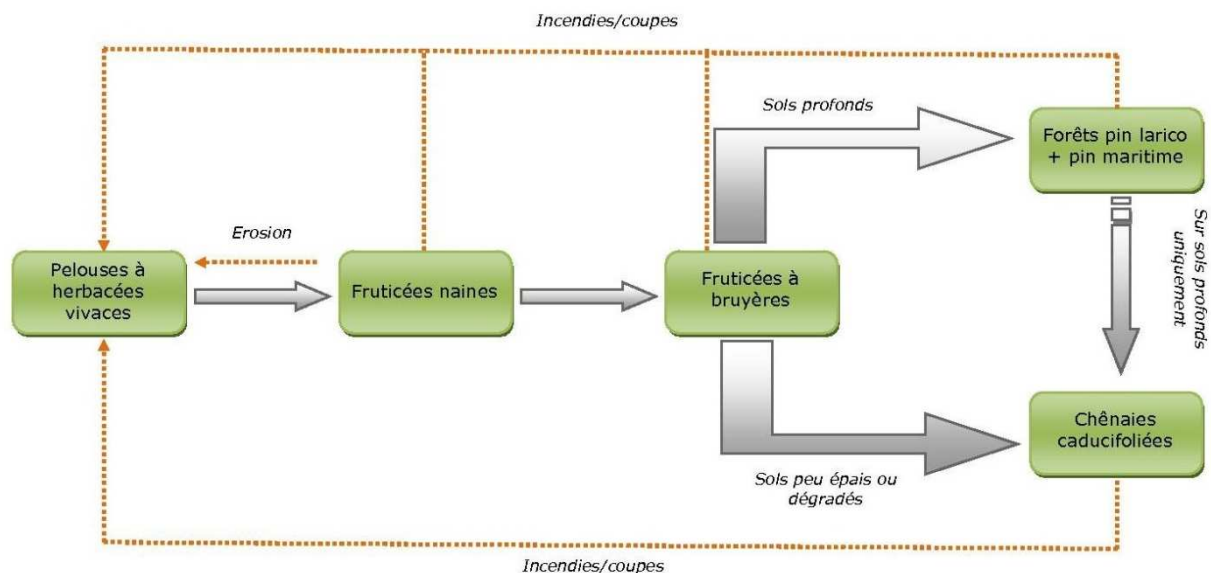 Incendies/coupes
Sols profonds
Forêts pin larico
+ pin maritime
Sur sols profonds
uniquement
Erosion
Pelouses à
herbacées
vivaces
Fruticées naines
Fruticées à
bruyères
Chênaies
caducifoliées
Sols peu épais ou
dégradés
Incendies/coupes